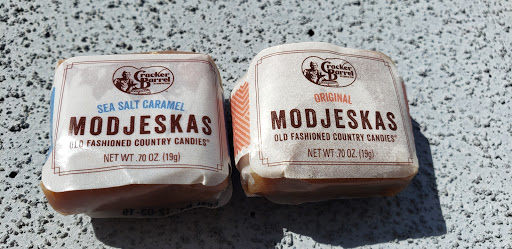 Cracker Barrel
SEA SALT CARAMEL
MODJESKAS
OLD FASHIONED COUNTRY CANDIES®
NET WT .70 OZ. (19g)
Cracker Barrel
ORIGINAL
MODJESKAS
OLD FASHIONED COUNTRY CANDIES®
NET WT .70 OZ. (19g)